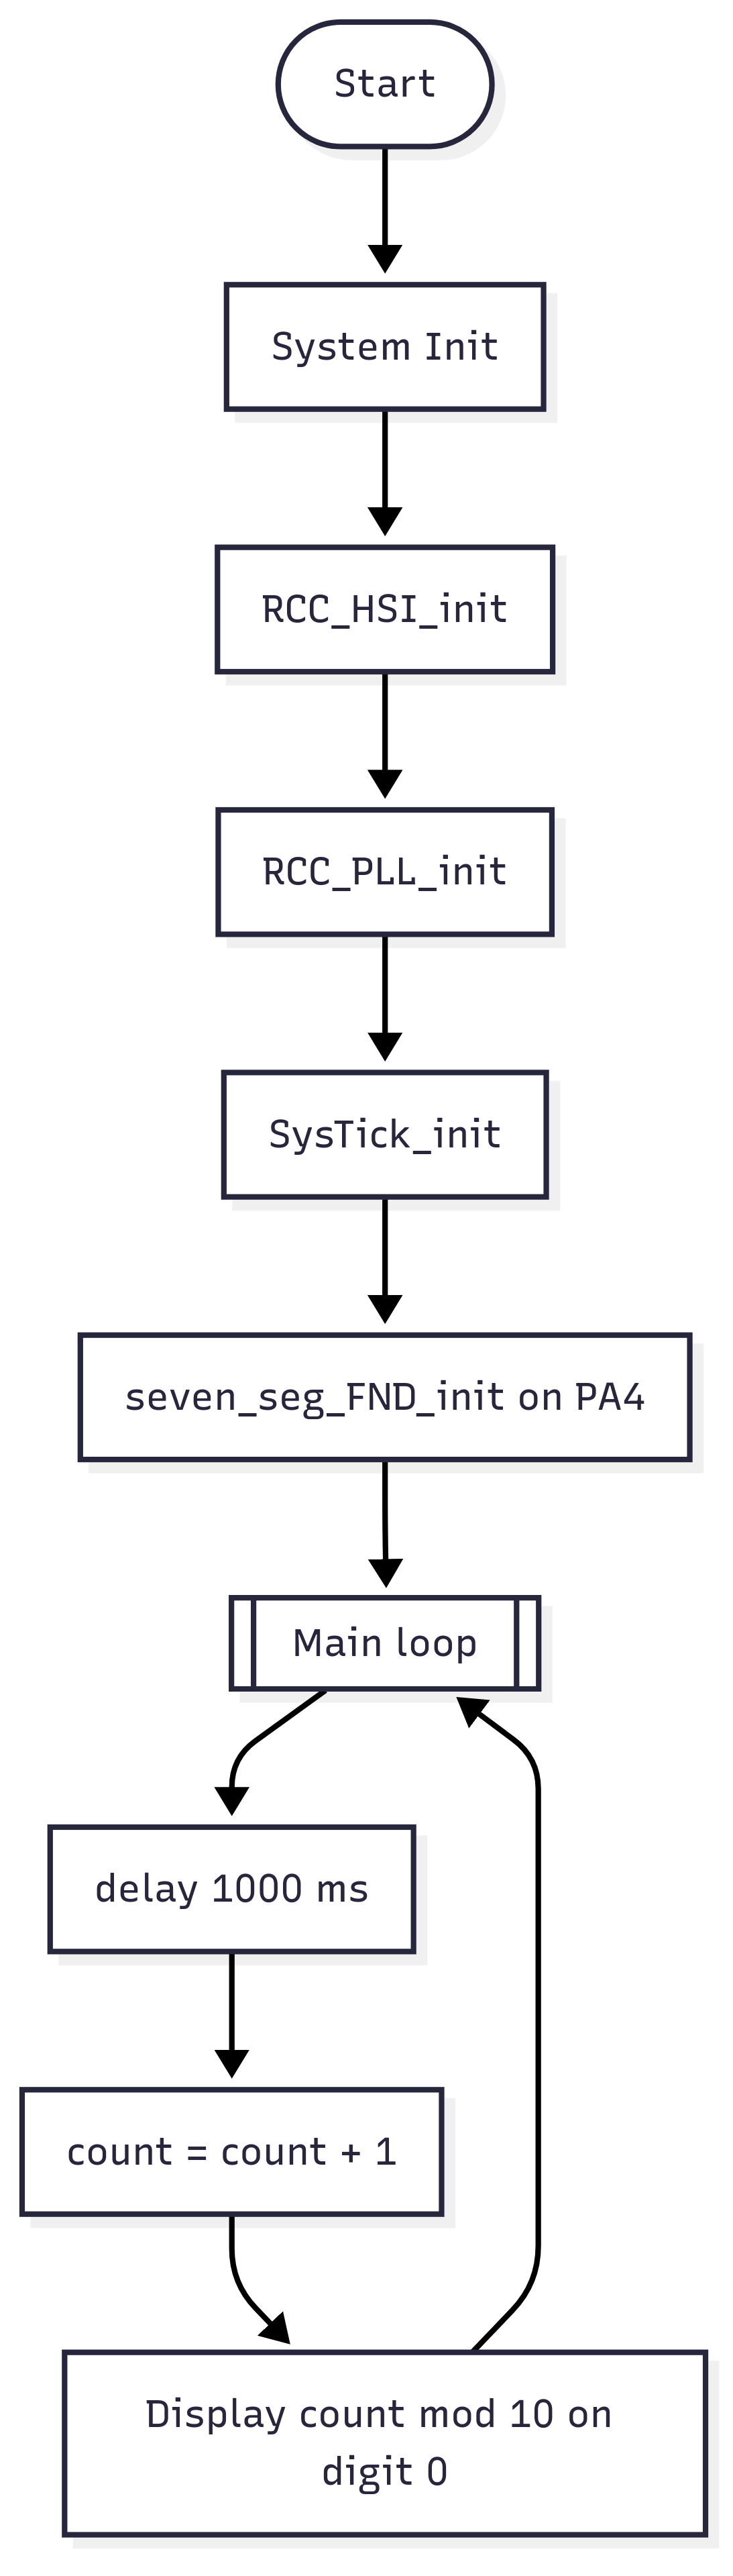 Start
System Init
RCC_HSI_init
RCC_PLL_init
SysTick_init
seven_seg_FND_init on PA4
Main loop
delay 1000 ms
count = count + 1
Display count mod 10 on
digit 0